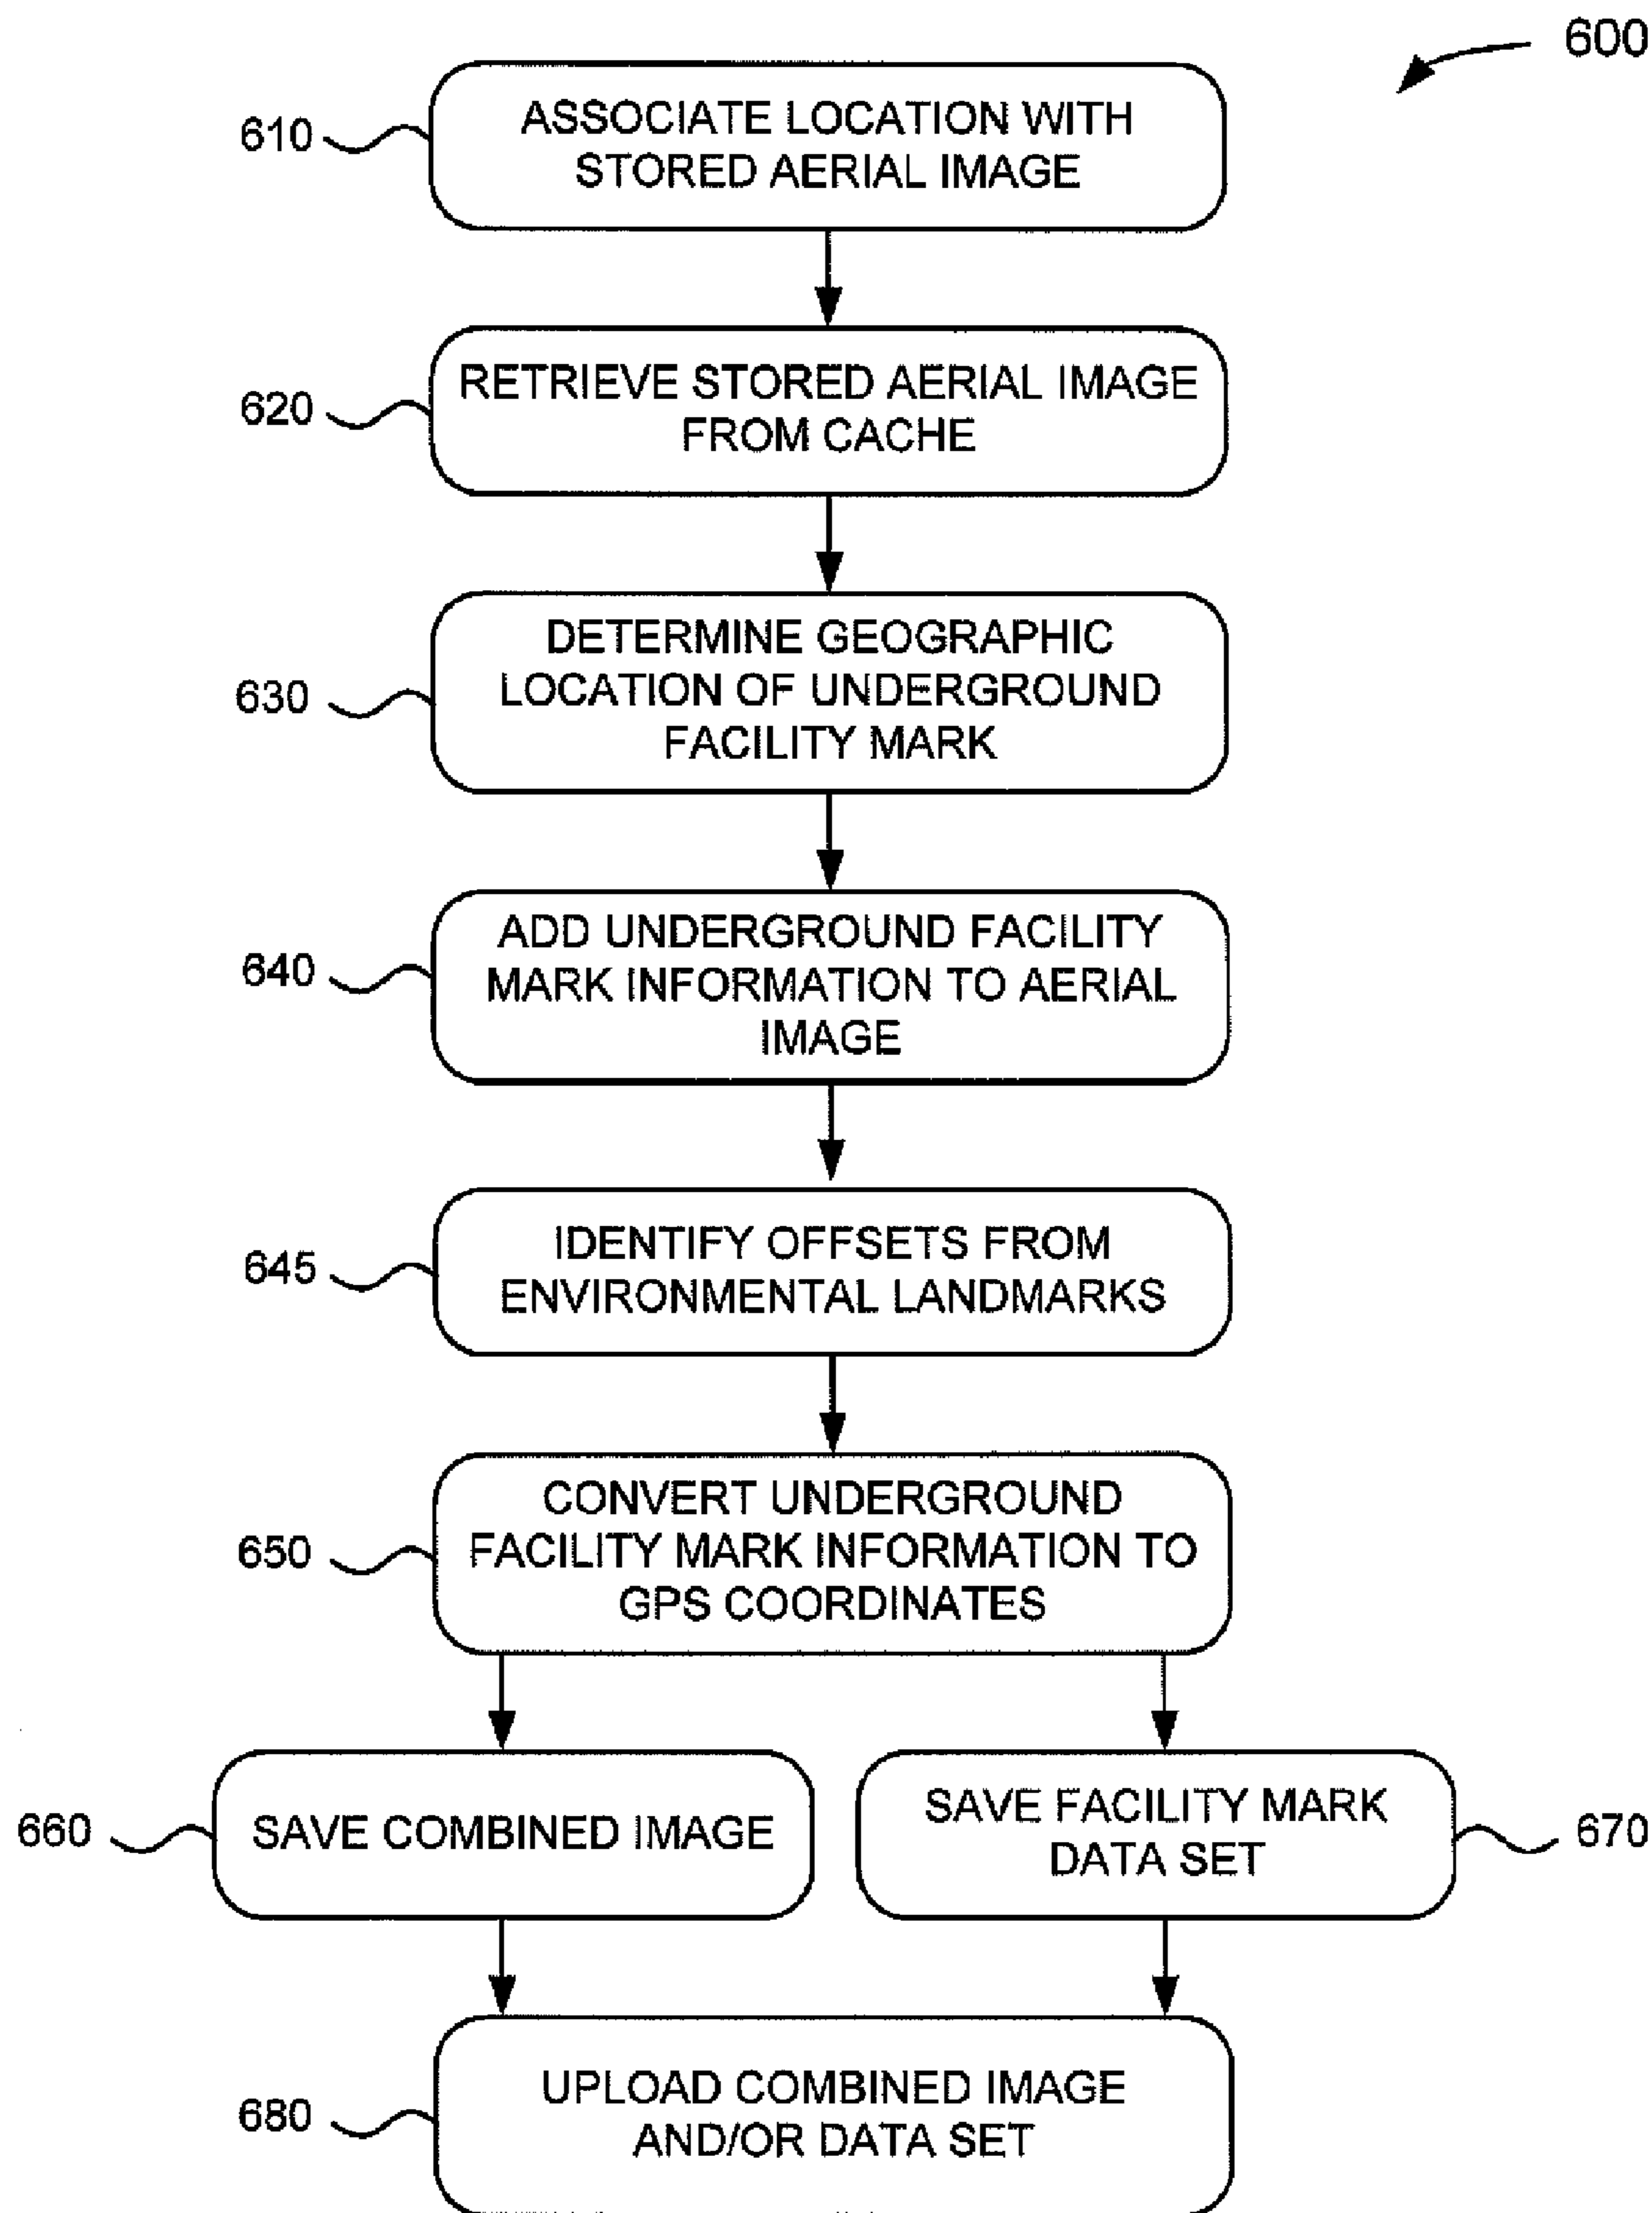 600
610
ASSOCIATE LOCATION WITH
STORED AERIAL IMAGE
620
RETRIEVE STORED AERIAL IMAGE
FROM CACHE
630
DETERMINE GEOGRAPHIC
LOCATION OF UNDERGROUND
FACILITY MARK
640
ADD UNDERGROUND FACILITY
MARK INFORMATION TO AERIAL
IMAGE
645
IDENTIFY OFFSETS FROM
ENVIRONMENTAL LANDMARKS
650
CONVERT UNDERGROUND
FACILITY MARK INFORMATION TO
GPS COORDINATES
660
SAVE COMBINED IMAGE
SAVE FACILITY MARK
DATA SET
670
680
UPLOAD COMBINED IMAGE
AND/OR DATA SET